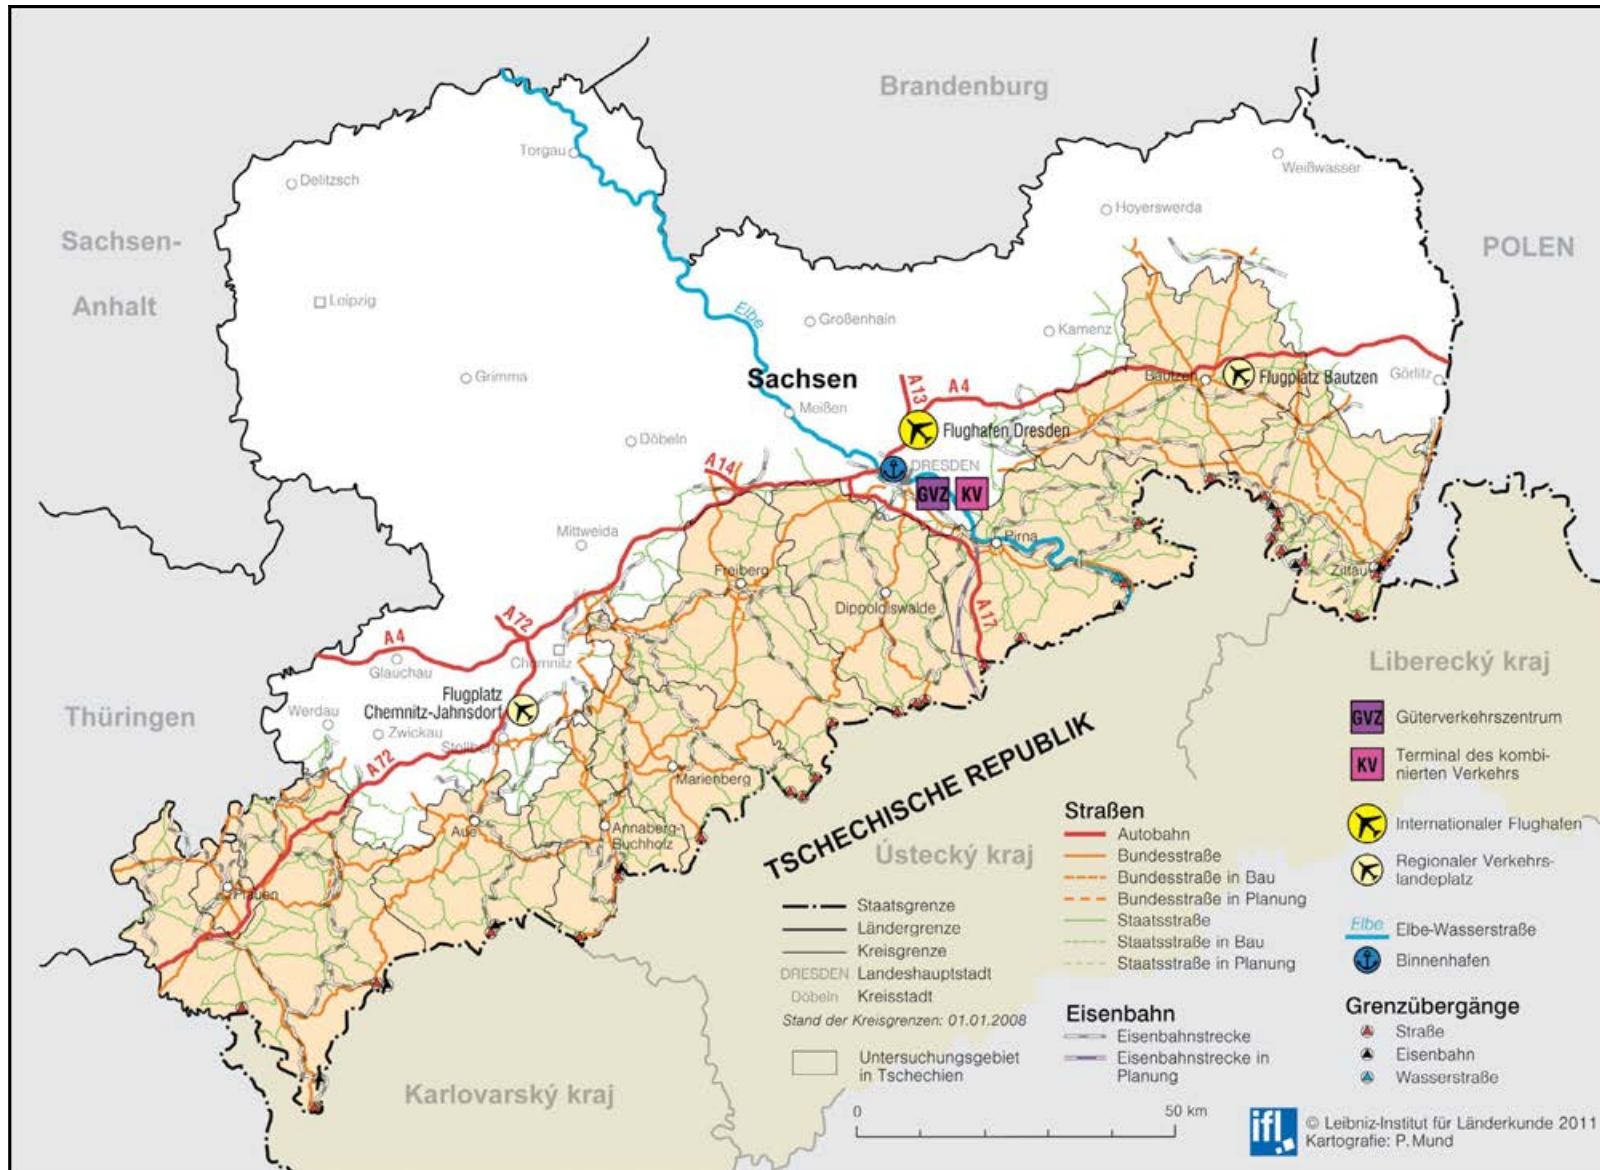 Brandenburg
Torgau
Delitzsch
Weißwasser
Hoyerswerda
Sachsen-
Anhalt
POLEN
Leipzig
Elbe
Großenhain
Kamenz
Grimma
Sachsen
Meißen
A13
A4
Bautzen
Flugplatz Bautzen
Görlitz
Döbeln
Flughafen Dresden
A14
DRESDEN
GVZ
KV
Mittweida
Pirna
Freiberg
Zittau
Dippoldiswalde
A17
A72
A4
Glauchau
Chemnitz
Liberecký kraj
Flugplatz
Chemnitz-Jahnsdorf
Thüringen
Werdau
Zwickau
Stollberg
A72
Marienberg
TSCHECHISCHE REPUBLIK
Aue
Annaberg-
Buchholz
Ústecký kraj
Plauen
Karlovarský kraj
Staatsgrenze
Ländergrenze
Kreisgrenze
DRESDEN Landeshauptstadt
Döbeln Kreisstadt
Stand der Kreisgrenzen: 01.01.2008
Untersuchungsgebiet
in Tschechien
Straßen
Autobahn
Bundesstraße
Bundesstraße in Bau
Bundesstraße in Planung
Staatsstraße
Staatsstraße in Bau
Staatsstraße in Planung
Eisenbahn
Eisenbahnstrecke
Eisenbahnstrecke in
Planung
GVZ Güterverkehrszentrum
KV Terminal des kombi-
nierten Verkehrs
Internationaler Flughafen
Regionaler Verkehrs-
landeplatz
Elbe Elbe-Wasserstraße
Binnenhafen
Grenzübergänge
Straße
Eisenbahn
Wasserstraße
0 50 km
ifl
© Leibniz-Institut für Länderkunde 2011
Kartografie: P. Mund